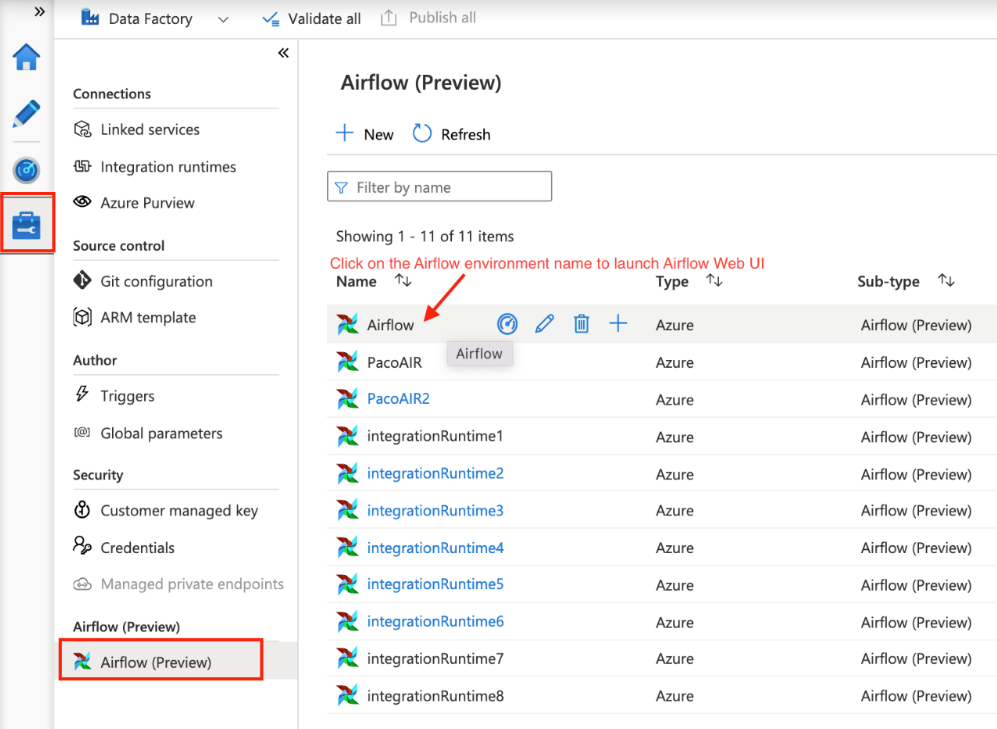 Data Factory
Validate all
Publish all
Connections
Linked services
Integration runtimes
Azure Purview
Source control
Git configuration
ARM template
Author
Triggers
Global parameters
Security
Customer managed key
Credentials
Managed private endpoints
Airflow (Preview)
Airflow (Preview)
Airflow (Preview)
New Refresh
Filter by name
Showing 1 - 11 of 11 items
Click on the Airflow environment name to launch Airflow Web UI
Name Type Sub-type
Airflow Azure Airflow (Preview)
Airflow
PacoAIR Azure Airflow (Preview)
PacoAIR2 Azure Airflow (Preview)
integrationRuntime1 Azure Airflow (Preview)
integrationRuntime2 Azure Airflow (Preview)
integrationRuntime3 Azure Airflow (Preview)
integrationRuntime4 Azure Airflow (Preview)
integrationRuntime5 Azure Airflow (Preview)
integrationRuntime6 Azure Airflow (Preview)
integrationRuntime7 Azure Airflow (Preview)
integrationRuntime8 Azure Airflow (Preview)